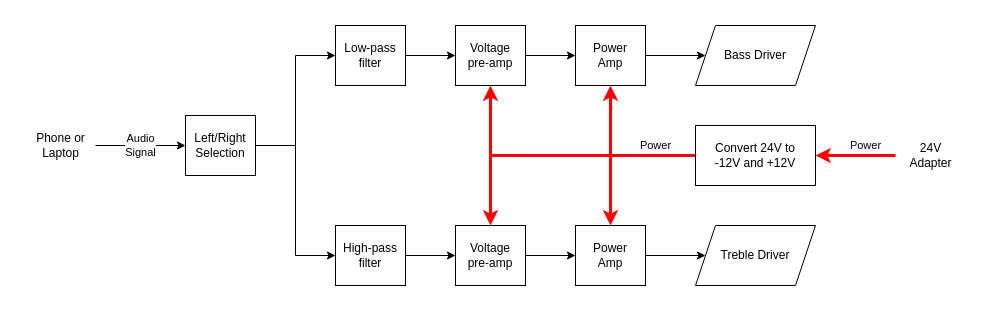 Low-pass
filter
Voltage
pre-amp
Power
Amp
Bass Driver
Phone or
Laptop
Audio
Signal
Left/Right
Selection
Power
Convert 24V to
-12V and +12V
Power
24V
Adapter
High-pass
filter
Voltage
pre-amp
Power
Amp
Treble Driver